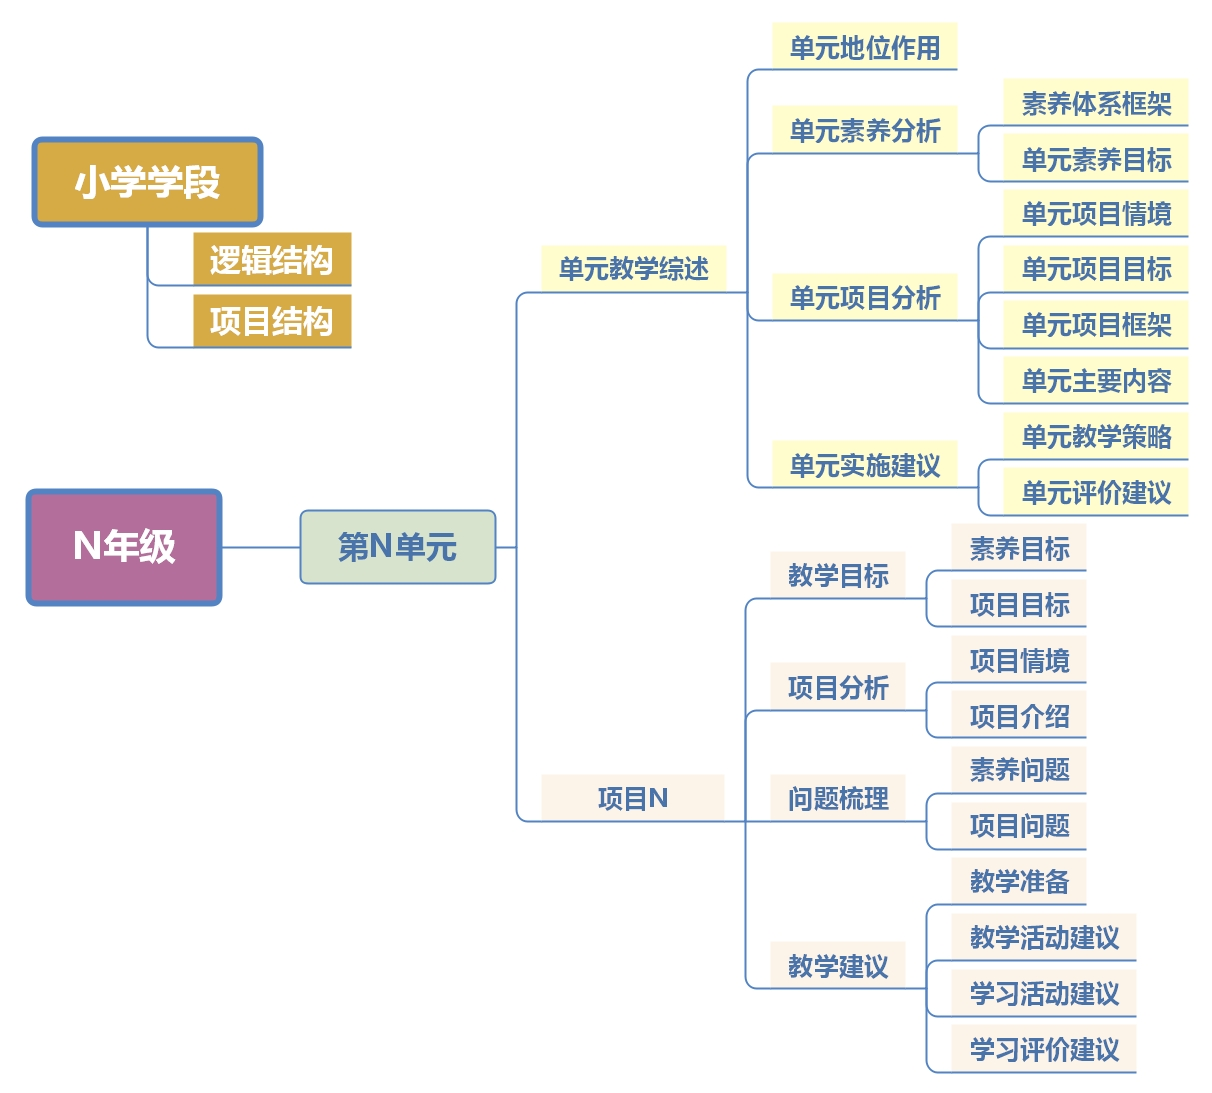 小学学段
逻辑结构
项目结构
N年级
第N单元
单元教学综述
单元地位作用
单元素养分析
素养体系框架
单元素养目标
单元项目分析
单元项目情境
单元项目目标
单元项目框架
单元主要内容
单元实施建议
单元教学策略
单元评价建议
项目N
教学目标
素养目标
项目目标
项目分析
项目情境
项目介绍
问题梳理
素养问题
项目问题
教学建议
教学准备
教学活动建议
学习活动建议
学习评价建议